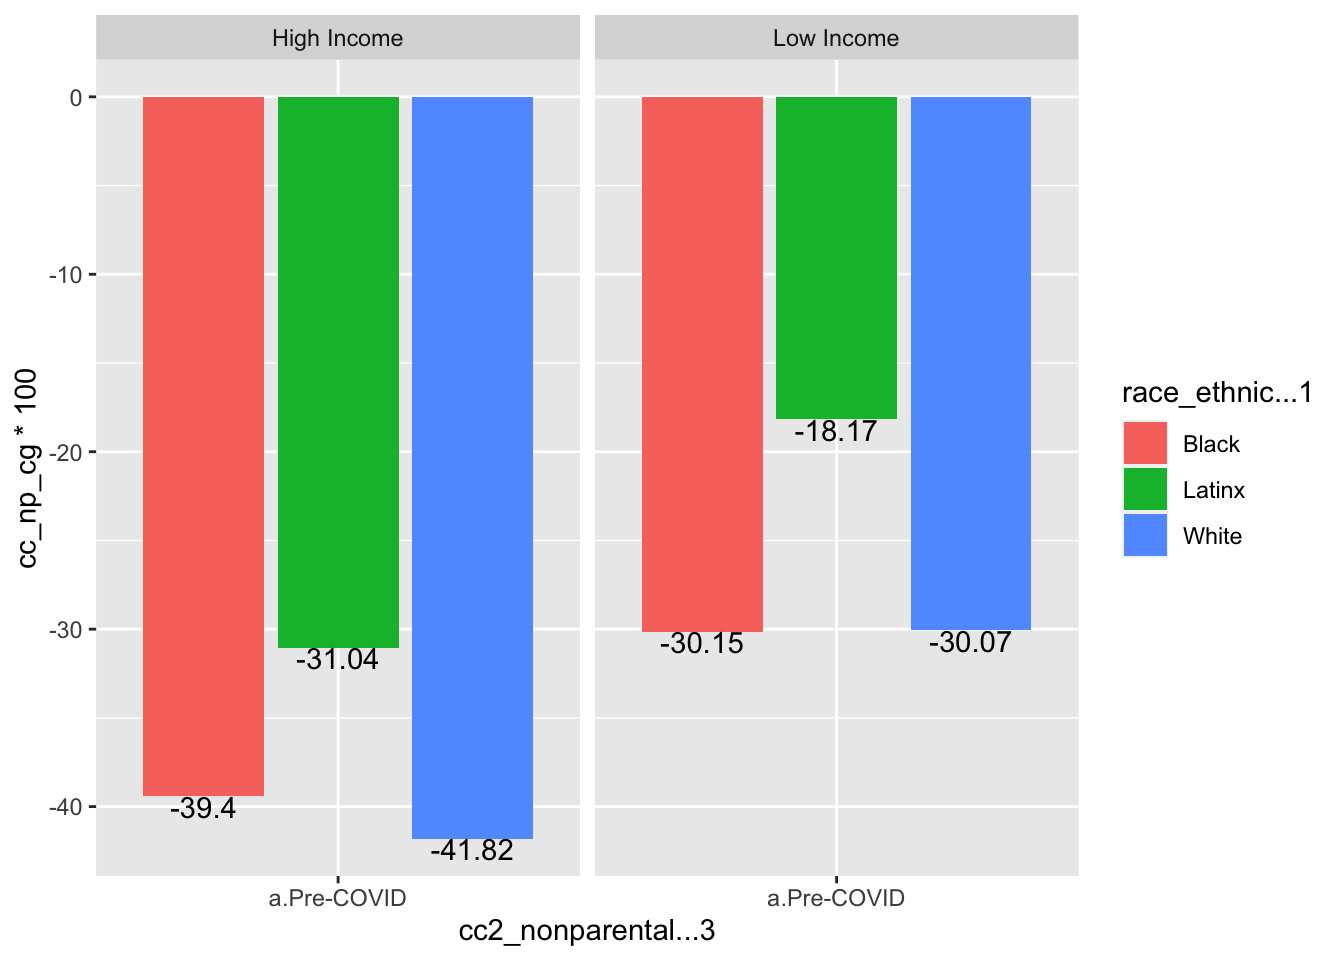 High Income
Low Income
0
-10
-20
-30
-40
cc_np_cg * 100
-39.4
-31.04
-41.82
-30.15
-18.17
-30.07
a.Pre-COVID
a.Pre-COVID
cc2_nonparental...3
race_ethnic...1
Black
Latinx
White